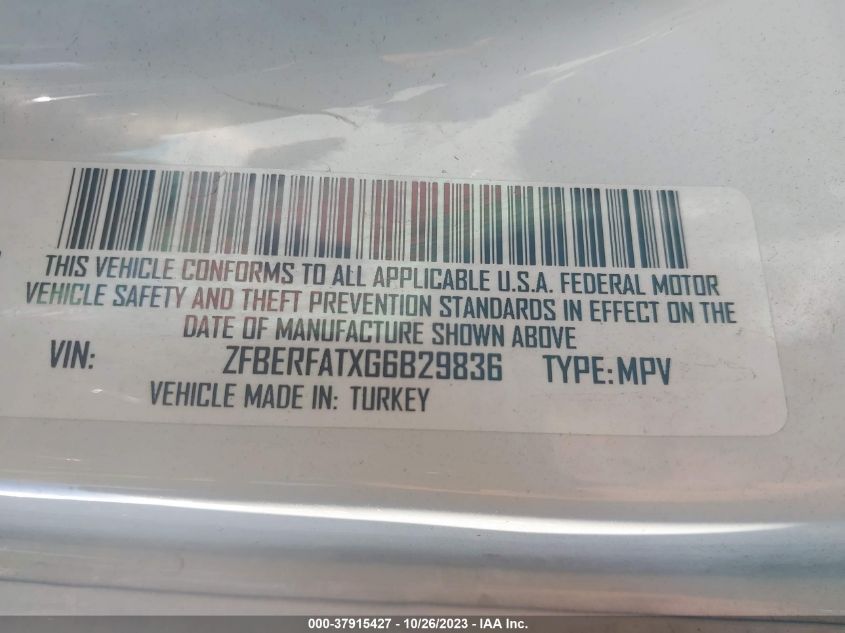 THIS VEHICLE CONFORMS TO ALL APPLICABLE U.S.A. FEDERAL MOTOR
VEHICLE SAFETY AND THEFT PREVENTION STANDARDS IN EFFECT ON THE
DATE OF MANUFACTURE SHOWN ABOVE
VIN: ZFBERFATXG6B29836 TYPE: MPV
VEHICLE MADE IN: TURKEY
000-37915427 - 10/26/2023 - IAA Inc.